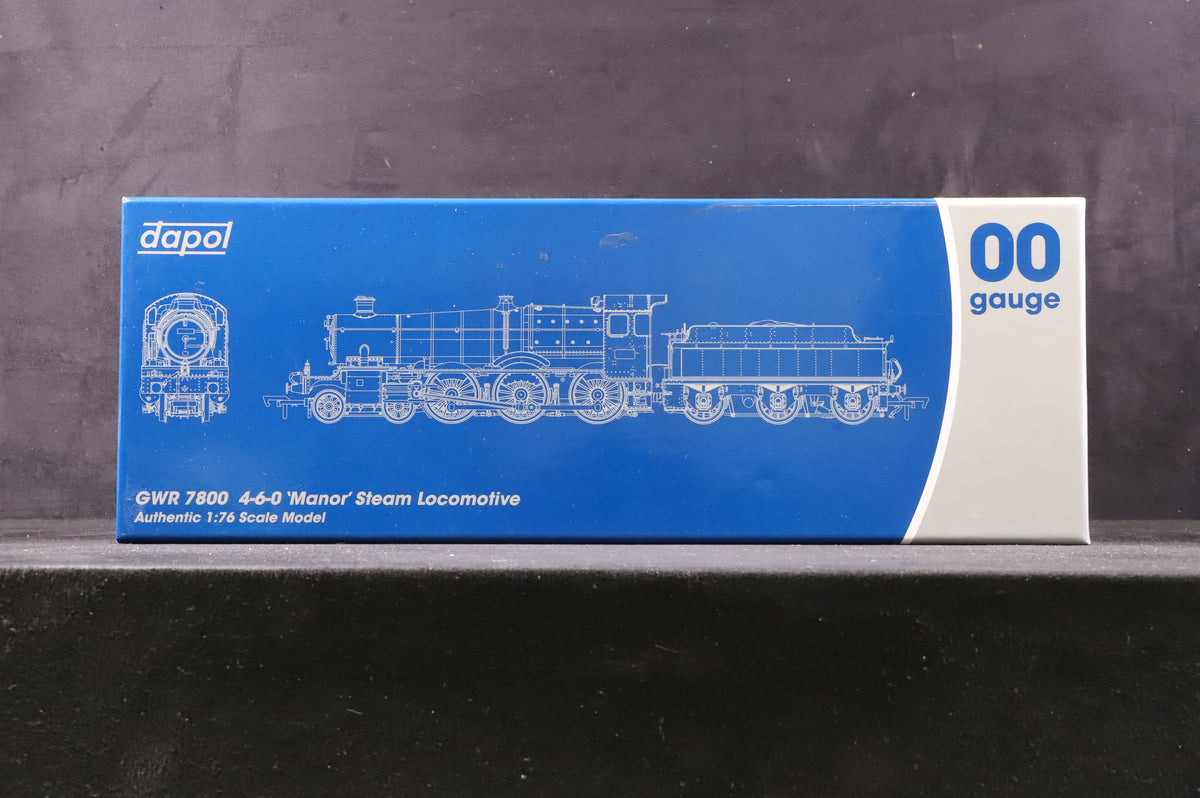 dapol
00
gauge
GWR 7800 4-6-0 'Manor' Steam Locomotive
Authentic 1:76 Scale Model